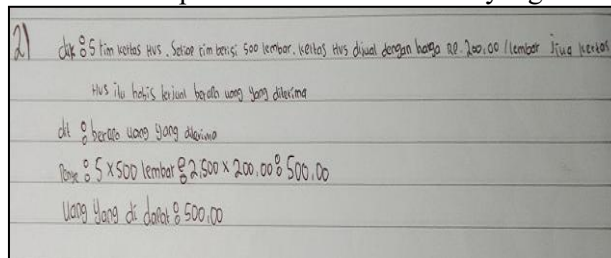 2) dik : 5 rim kertas HVS. Setiap rim berisi 500 lembar. kertas HVS dijual dengan harga RP. 200,00 / lembar Jika kertas
HVS itu habis terjual berapa uang yang diterima
dit : berapa uang yang diterima
: 5 x 500 lembar : 2.500 x 200.00 : 500.00
Uang Yang di dapat : 500.00